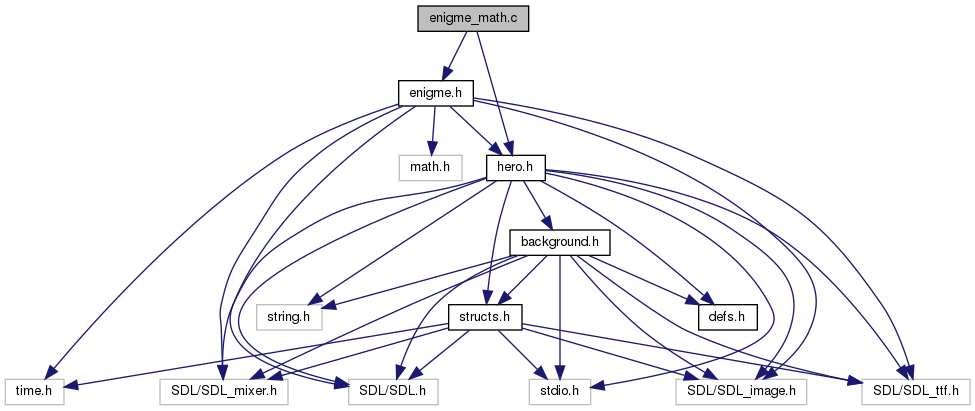 enigme_math.c
enigme.h
math.h
hero.h
background.h
string.h
structs.h
defs.h
time.h
SDL/SDL_mixer.h
SDL/SDL.h
stdio.h
SDL/SDL_image.h
SDL/SDL_ttf.h